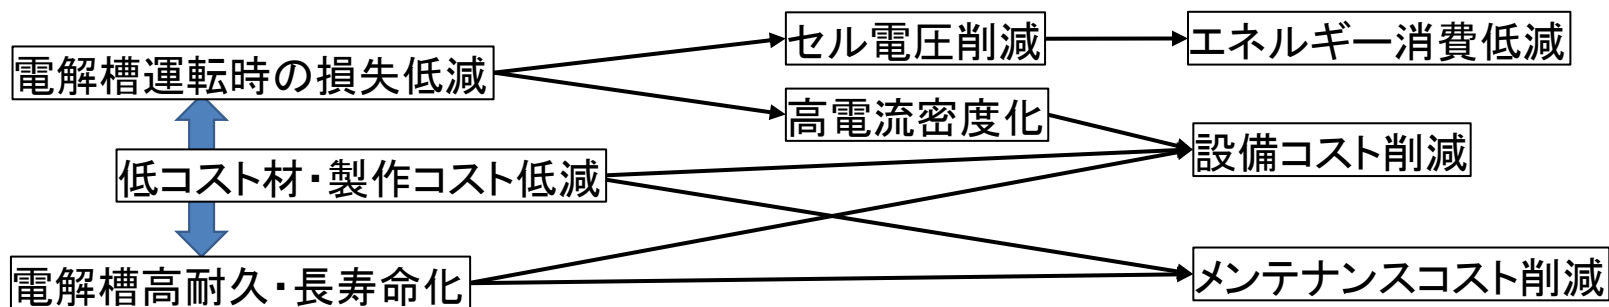 電解槽運転時の損失低減
セル電圧削減
エネルギー消費低減
高電流密度化
低コスト材・製作コスト低減
設備コスト削減
電解槽高耐久・長寿命化
メンテナンスコスト削減